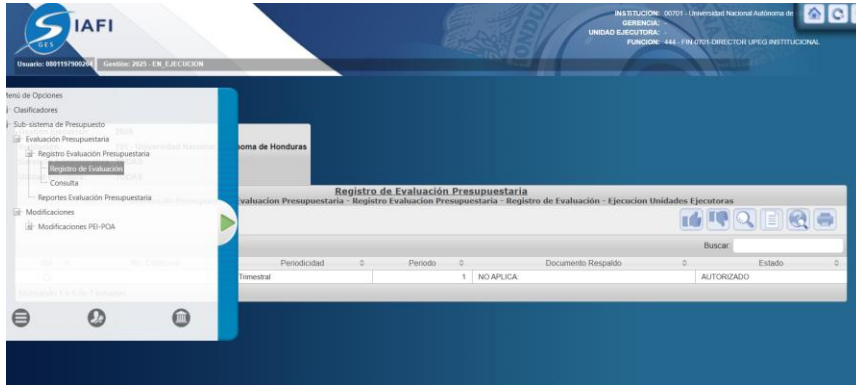 SIAFI
GES
INSTITUCION: 00701 - Universidad Nacional Autónoma de
GERENCIA: -
UNIDAD EJECUTORA: -
FUNCION: 444 - FIN 0701-DIRECTOR UPEG INSTITUCIONAL
Usuario: 0801197900264 Gestión: 2025 - EN_EJECUCION
Menú de Opciones
Clasificadores
Sub-sistema de Presupuesto
Evaluación Presupuestaria
Registro Evaluación Presupuestaria
Registro de Evaluación
Consulta
Reportes Evaluación Presupuestaria
Modificaciones
Modificaciones PEI-POA
noma de Honduras
Registro de Evaluación Presupuestaria
Evaluacion Presupuestaria - Registro Evaluacion Presupuestaria - Registro de Evaluación - Ejecucion Unidades Ejecutoras
Buscar:
Periodicidad Periodo Documento Respaldo Estado
Trimestral 1 NO APLICA: AUTORIZADO